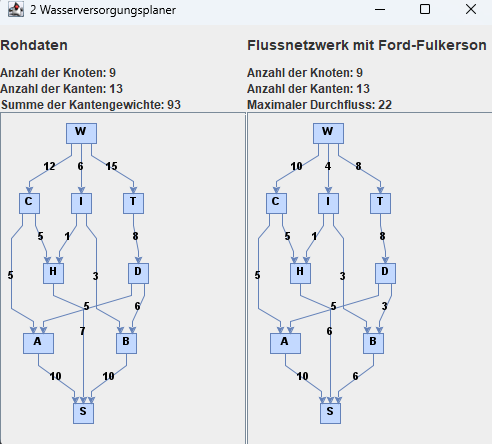 2 Wasserversorgungsplaner
Rohdaten
Anzahl der Knoten: 9
Anzahl der Kanten: 13
Summe der Kantengewichte: 93
W
12 6 15
C I T
5 1 8
H D
5 3
5 6
7
A B
10 10
S
Flussnetzwerk mit Ford-Fulkerson
Anzahl der Knoten: 9
Anzahl der Kanten: 13
Maximaler Durchfluss: 22
W
10 4 8
C I T
5 1 8
H D
5 3
5 3
6
A B
10 6
S